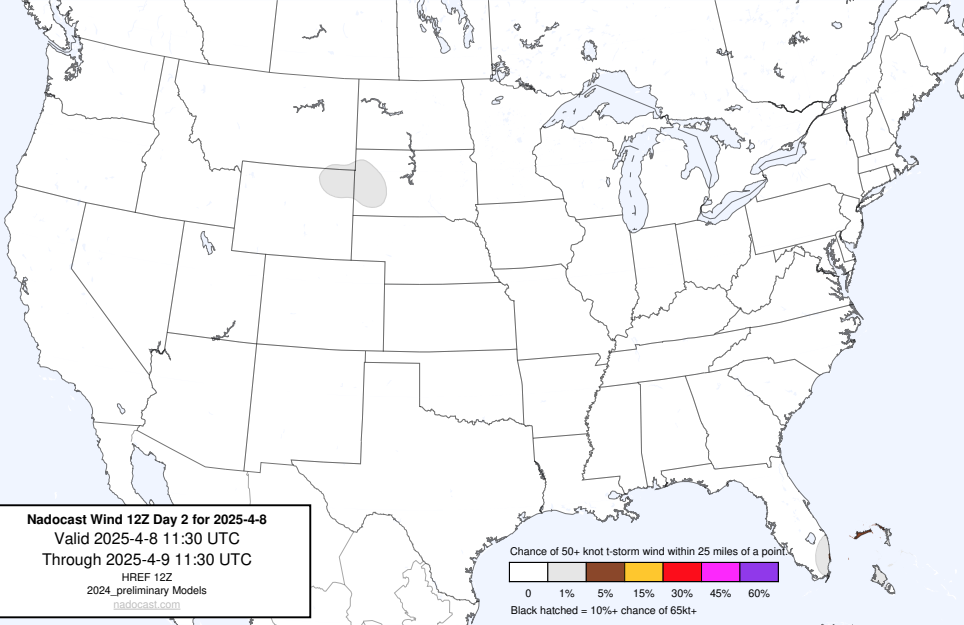 Nadocast Wind 12Z Day 2 for 2025-4-8
Valid 2025-4-8 11:30 UTC
Through 2025-4-9 11:30 UTC
HREF 12Z
2024_preliminary Models
nadocast.com
Chance of 50+ knot t-storm wind within 25 miles of a point.
0 1% 5% 15% 30% 45% 60%
Black hatched = 10%+ chance of 65kt+